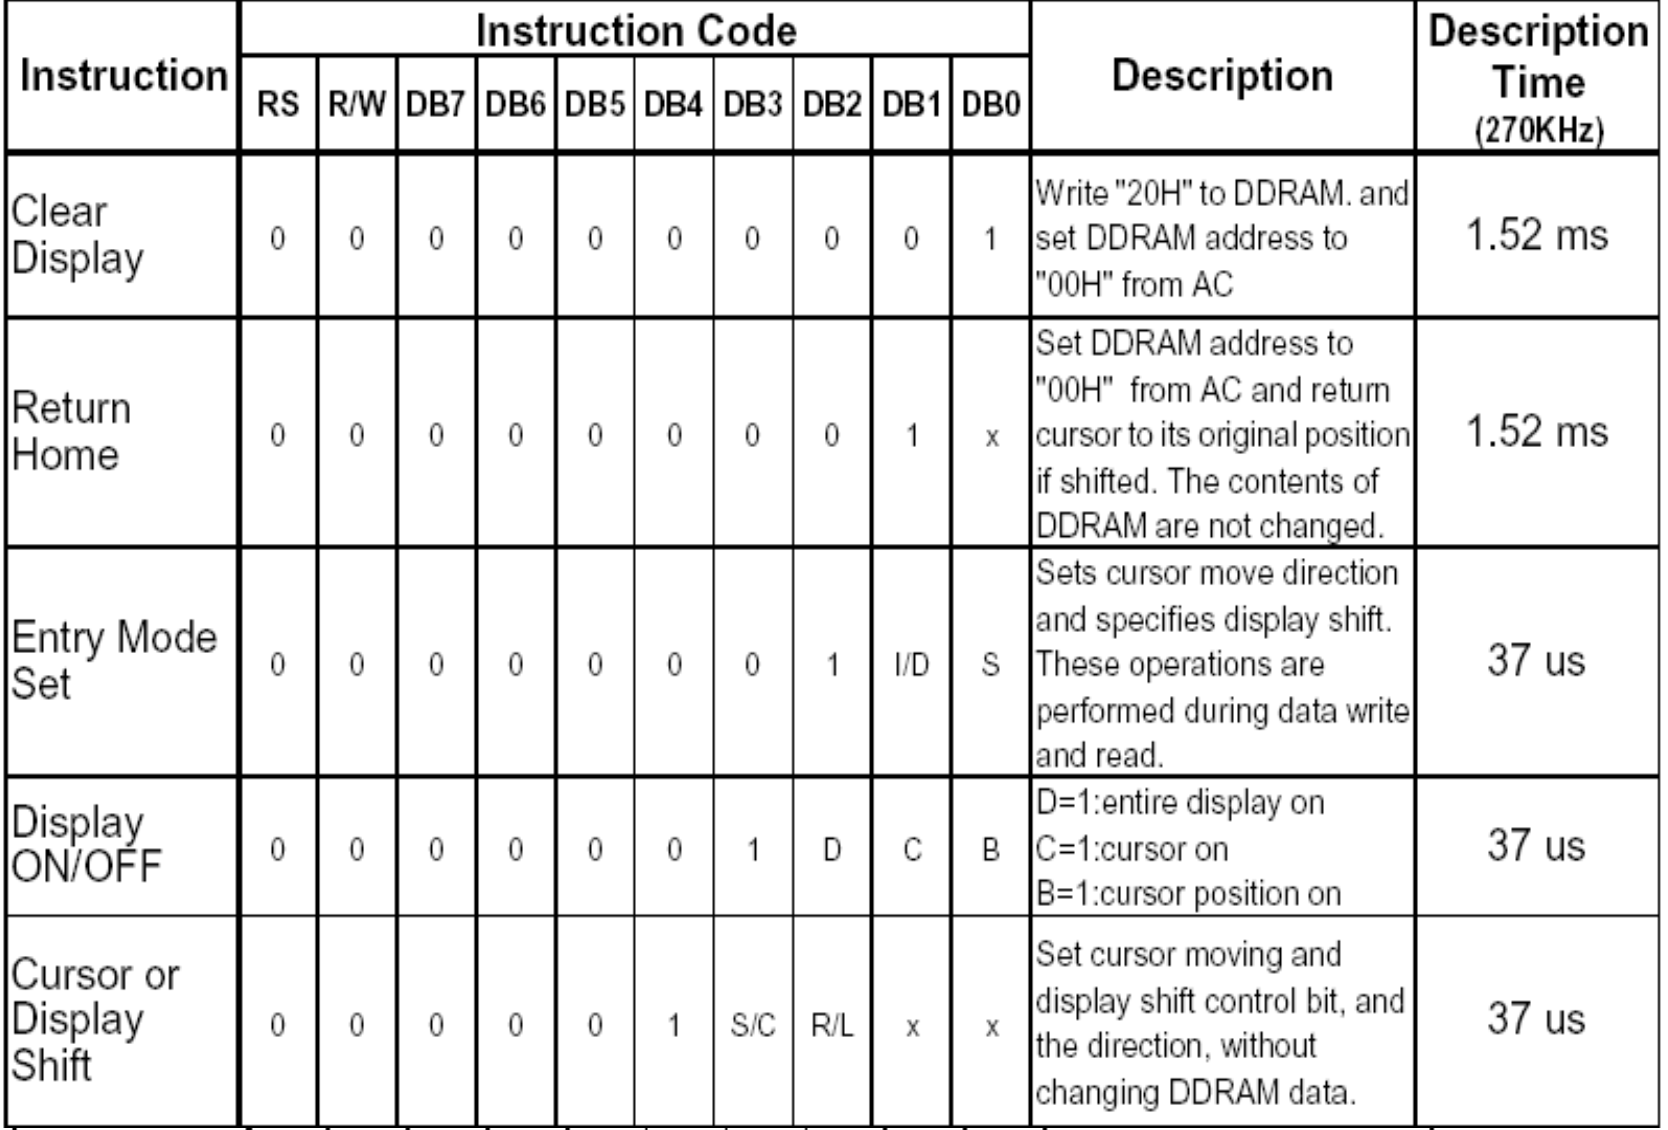 Instruction
Instruction Code
Description
Description
Time
(270KHz)
RS R/W DB7 DB6 DB5 DB4 DB3 DB2 DB1 DB0
Clear
Display
0 0 0 0 0 0 0 0 0 1
Write "20H" to DDRAM. and
set DDRAM address to
"00H" from AC
1.52 ms
Return
Home
0 0 0 0 0 0 0 0 1 x
Set DDRAM address to
"00H" from AC and return
cursor to its original position
if shifted. The contents of
DDRAM are not changed.
1.52 ms
Entry Mode
Set
0 0 0 0 0 0 0 1 I/D S
Sets cursor move direction
and specifies display shift.
These operations are
performed during data write
and read.
37 us
Display
ON/OFF
0 0 0 0 0 0 1 D C B
D=1:entire display on
C=1:cursor on
B=1:cursor position on
37 us
Cursor or
Display
Shift
0 0 0 0 0 1 S/C R/L x x
Set cursor moving and
display shift control bit, and
the direction, without
changing DDRAM data.
37 us